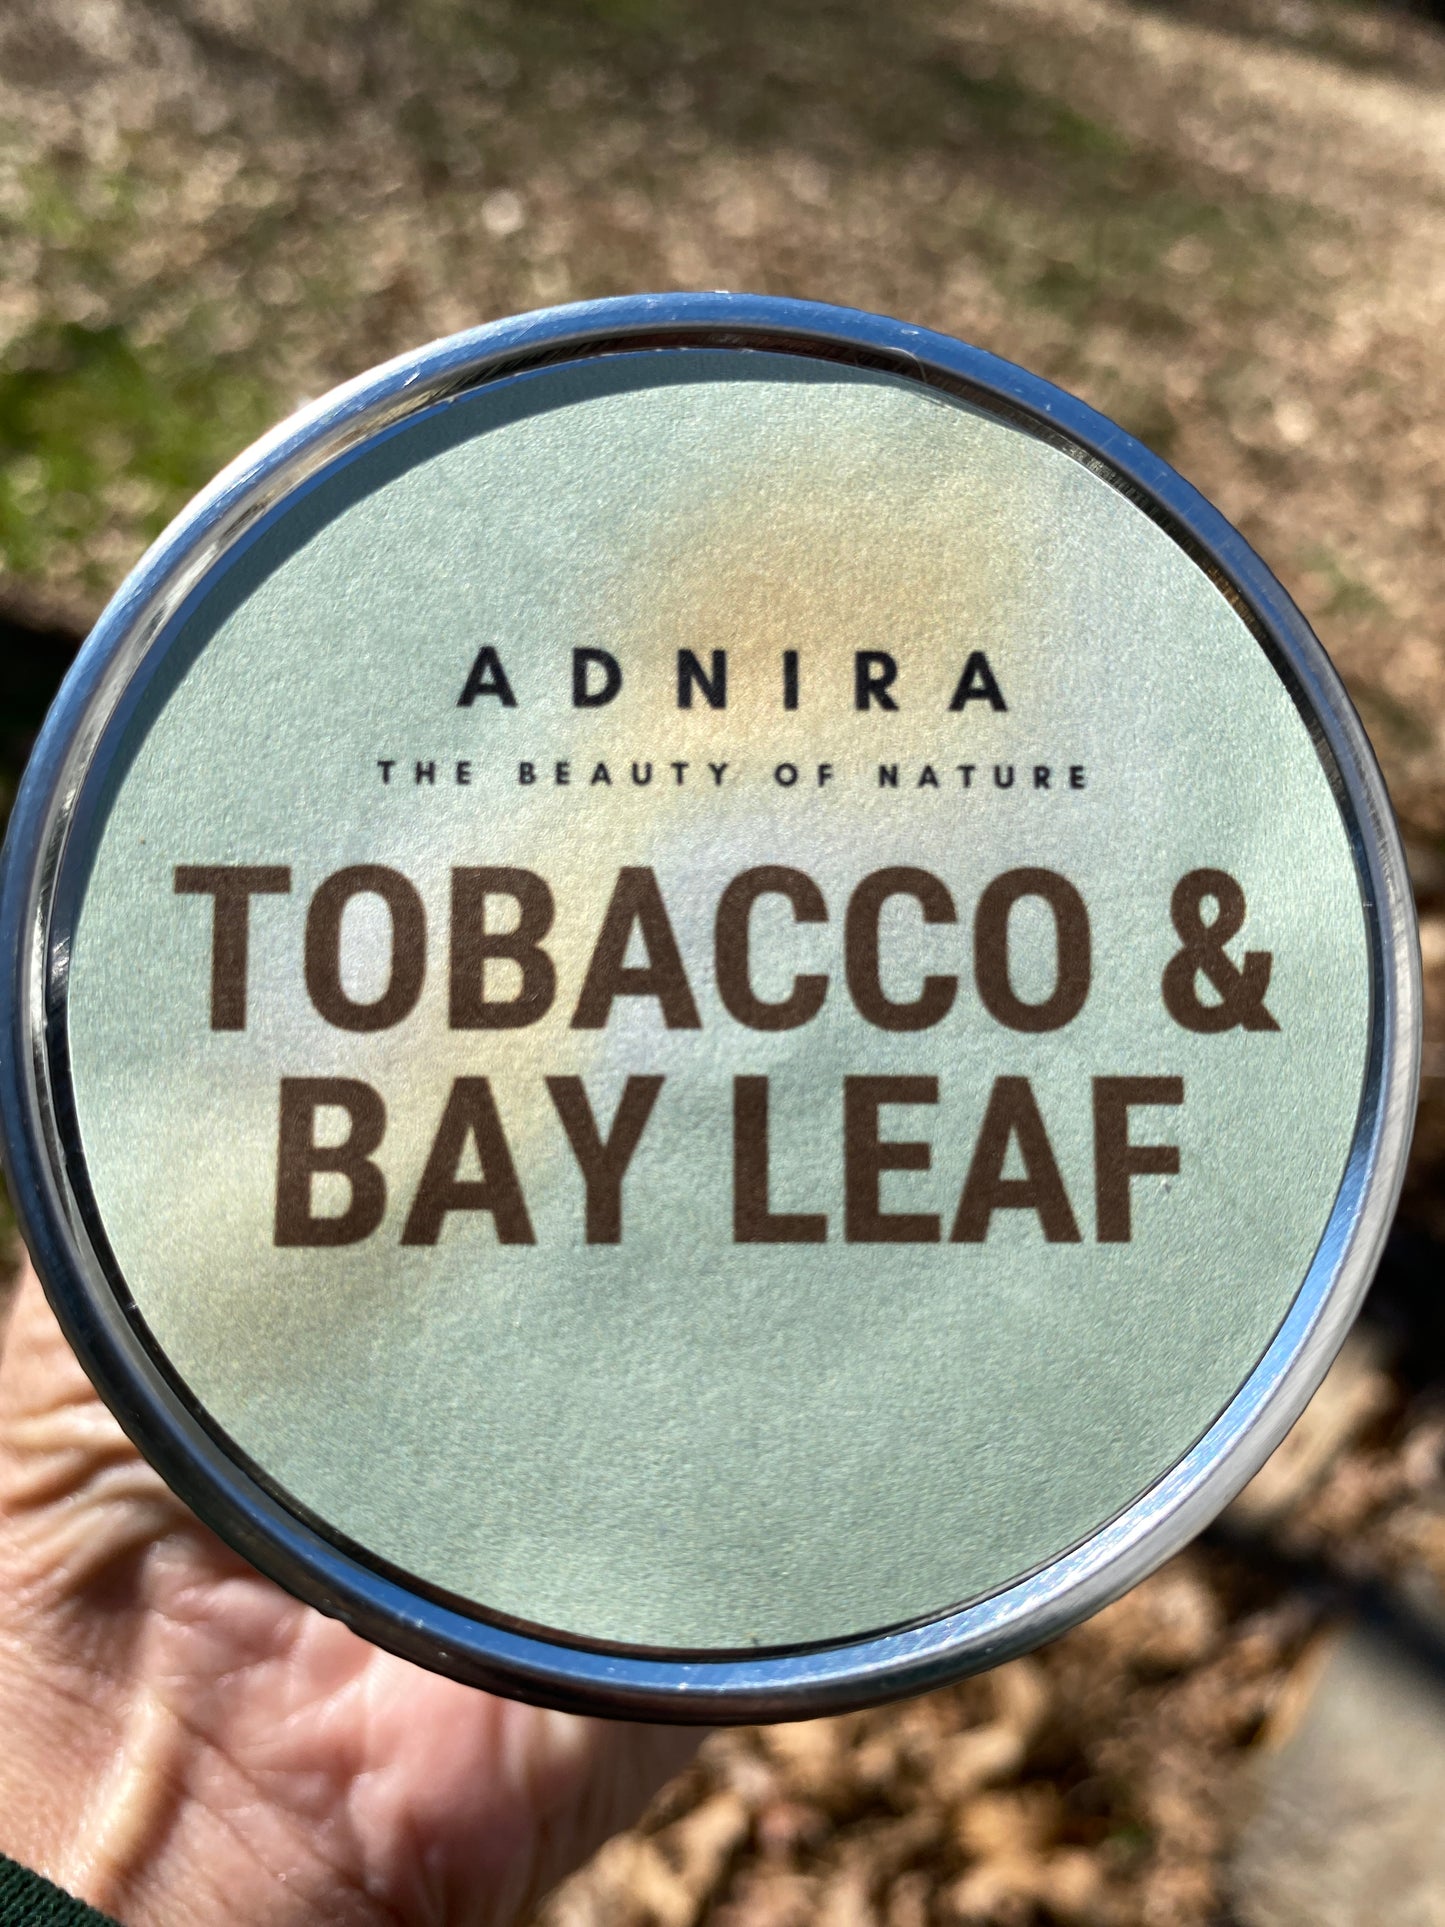 ADNIRA
THE BEAUTY OF NATURE
TOBACCO &
BAY LEAF